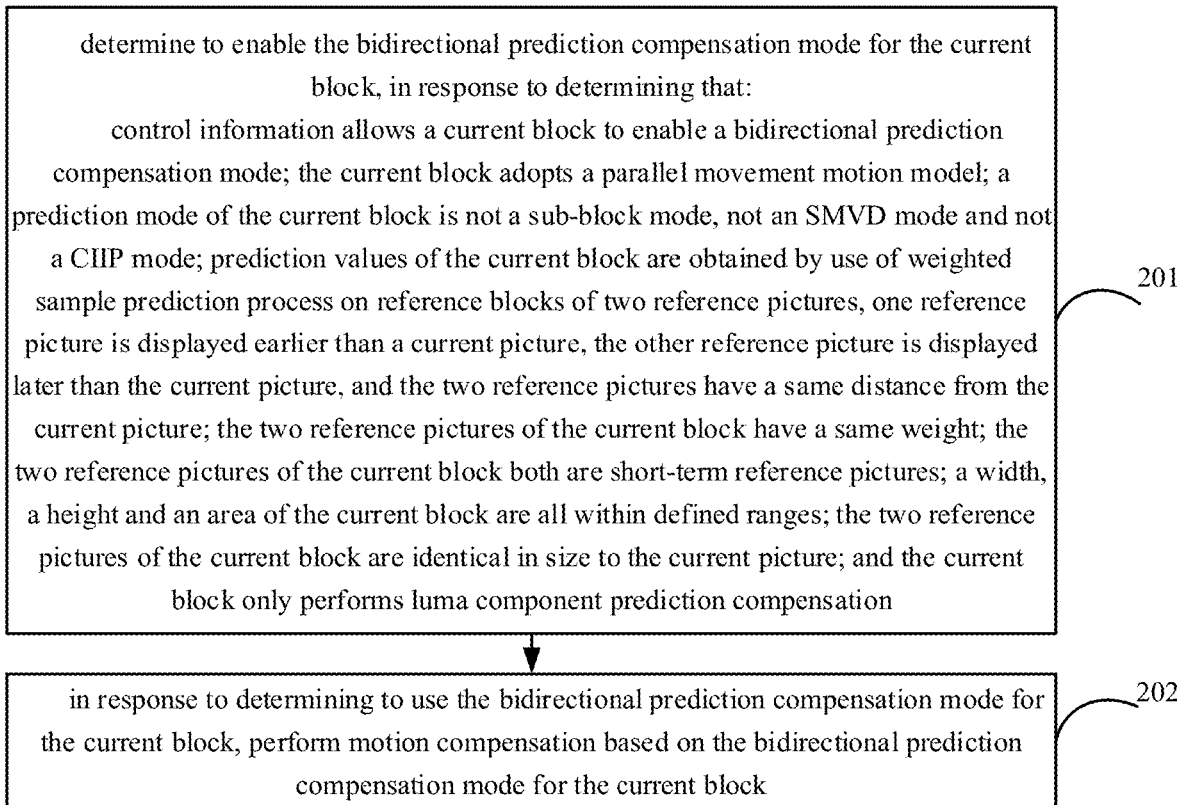 determine to enable the bidirectional prediction compensation mode for the current
block, in response to determining that:
control information allows a current block to enable a bidirectional prediction
compensation mode; the current block adopts a parallel movement motion model; a
prediction mode of the current block is not a sub-block mode, not an SMVD mode and not
a CIIP mode; prediction values of the current block are obtained by use of weighted
sample prediction process on reference blocks of two reference pictures, one reference
picture is displayed earlier than a current picture, the other reference picture is displayed
later than the current picture, and the two reference pictures have a same distance from the
current picture; the two reference pictures of the current block have a same weight; the
two reference pictures of the current block both are short-term reference pictures; a width,
a height and an area of the current block are all within defined ranges; the two reference
pictures of the current block are identical in size to the current picture; and the current
block only performs luma component prediction compensation
201
in response to determining to use the bidirectional prediction compensation mode for
the current block, perform motion compensation based on the bidirectional prediction
compensation mode for the current block
202